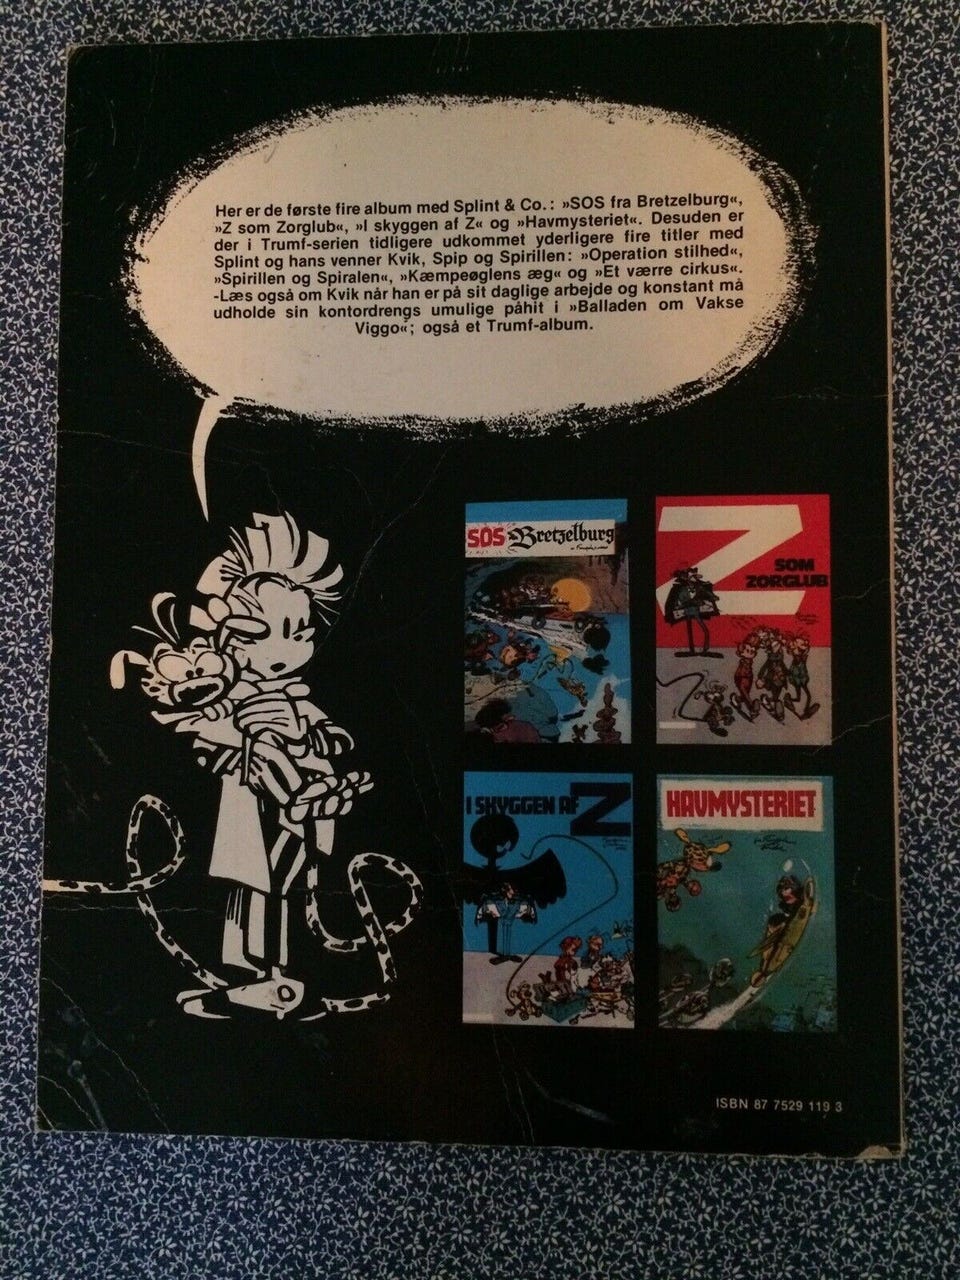 Her er de første fire album med Splint & Co.: »SOS fra Bretzelburg«,
»Z som Zorglub«, »I skyggen af Z« og »Havmysteriet«. Desuden er
der i Trumf-serien tidligere udkommet yderligere fire titler med
Splint og hans venner Kvik, Spip og Spirillen: »Operation stilhed«,
»Spirillen og Spiralen«, »Kæmpeøglens æg« og »Et værre cirkus«.
-Læs også om Kvik når han er på sit daglige arbejde og konstant må
udholde sin kontordrengs umulige påhit i »Balladen om Vakse
Viggo«; også et Trumf-album.
SOS Bretzelburg
Z
SOM
ZORGLUB
I SKYGGEN AF Z
HAVMYSTERIET
ISBN 87 7529 119 3